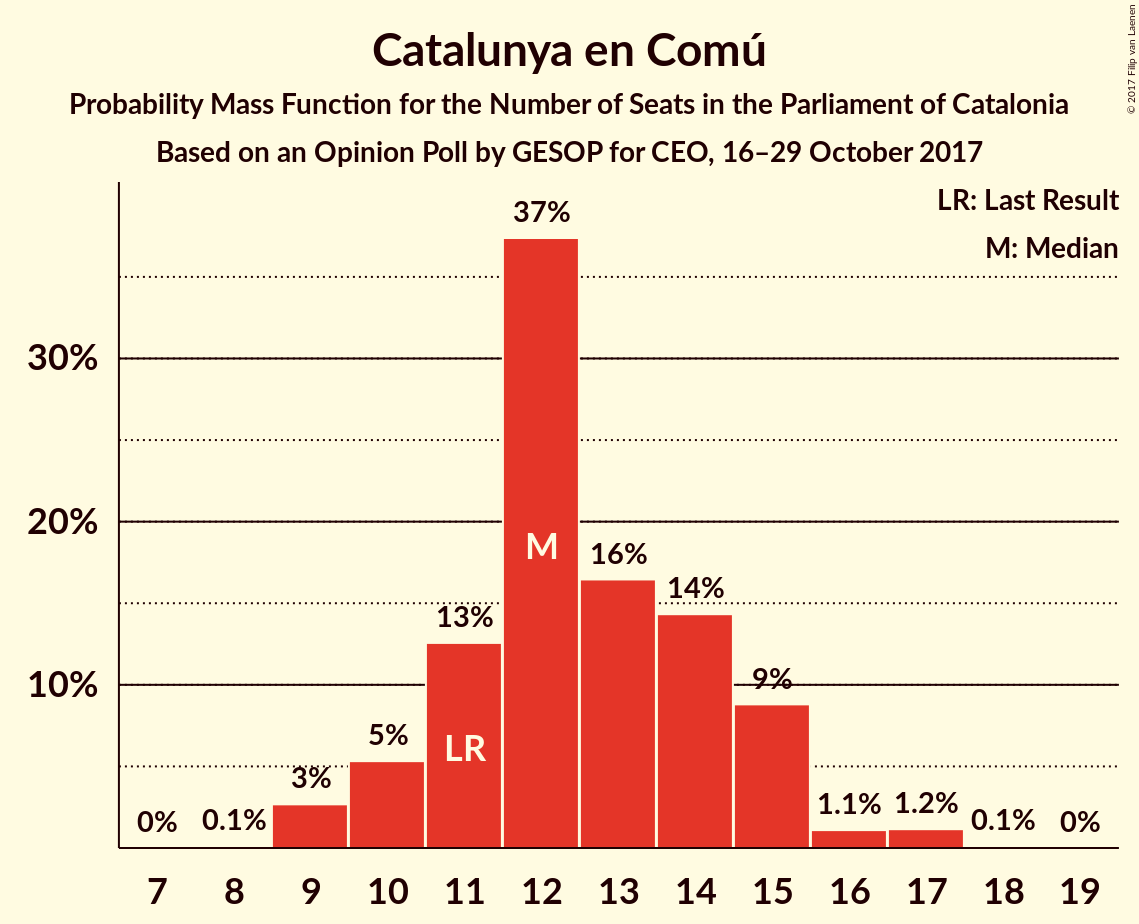 Catalunya en Comú
Probability Mass Function for the Number of Seats in the Parliament of Catalonia
Based on an Opinion Poll by GESOP for CEO, 16–29 October 2017
© 2017 Filip van Laenen
LR: Last Result
M: Median
37%
30%
20%
M
16%
14%
13%
10%
9%
LR
5%
3%
1.1%
1.2%
0%
0.1%
0.1%
0%
7 8 9 10 11 12 13 14 15 16 17 18 19